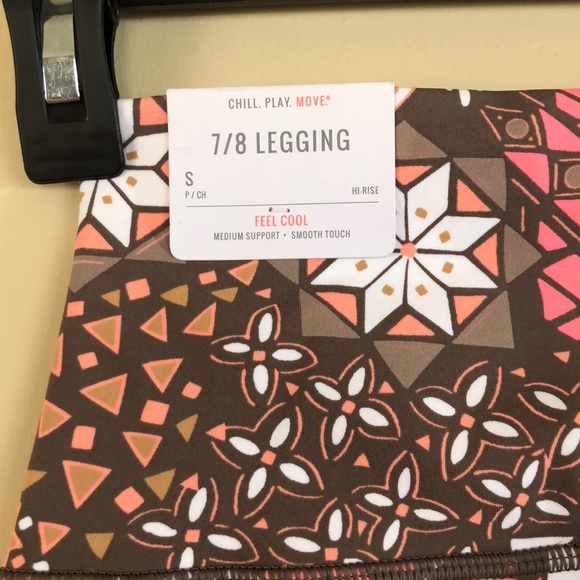 CHILL. PLAY. MOVE.®
7/8 LEGGING
S
P / CH HI-RISE
FEEL COOL
MEDIUM SUPPORT • SMOOTH TOUCH